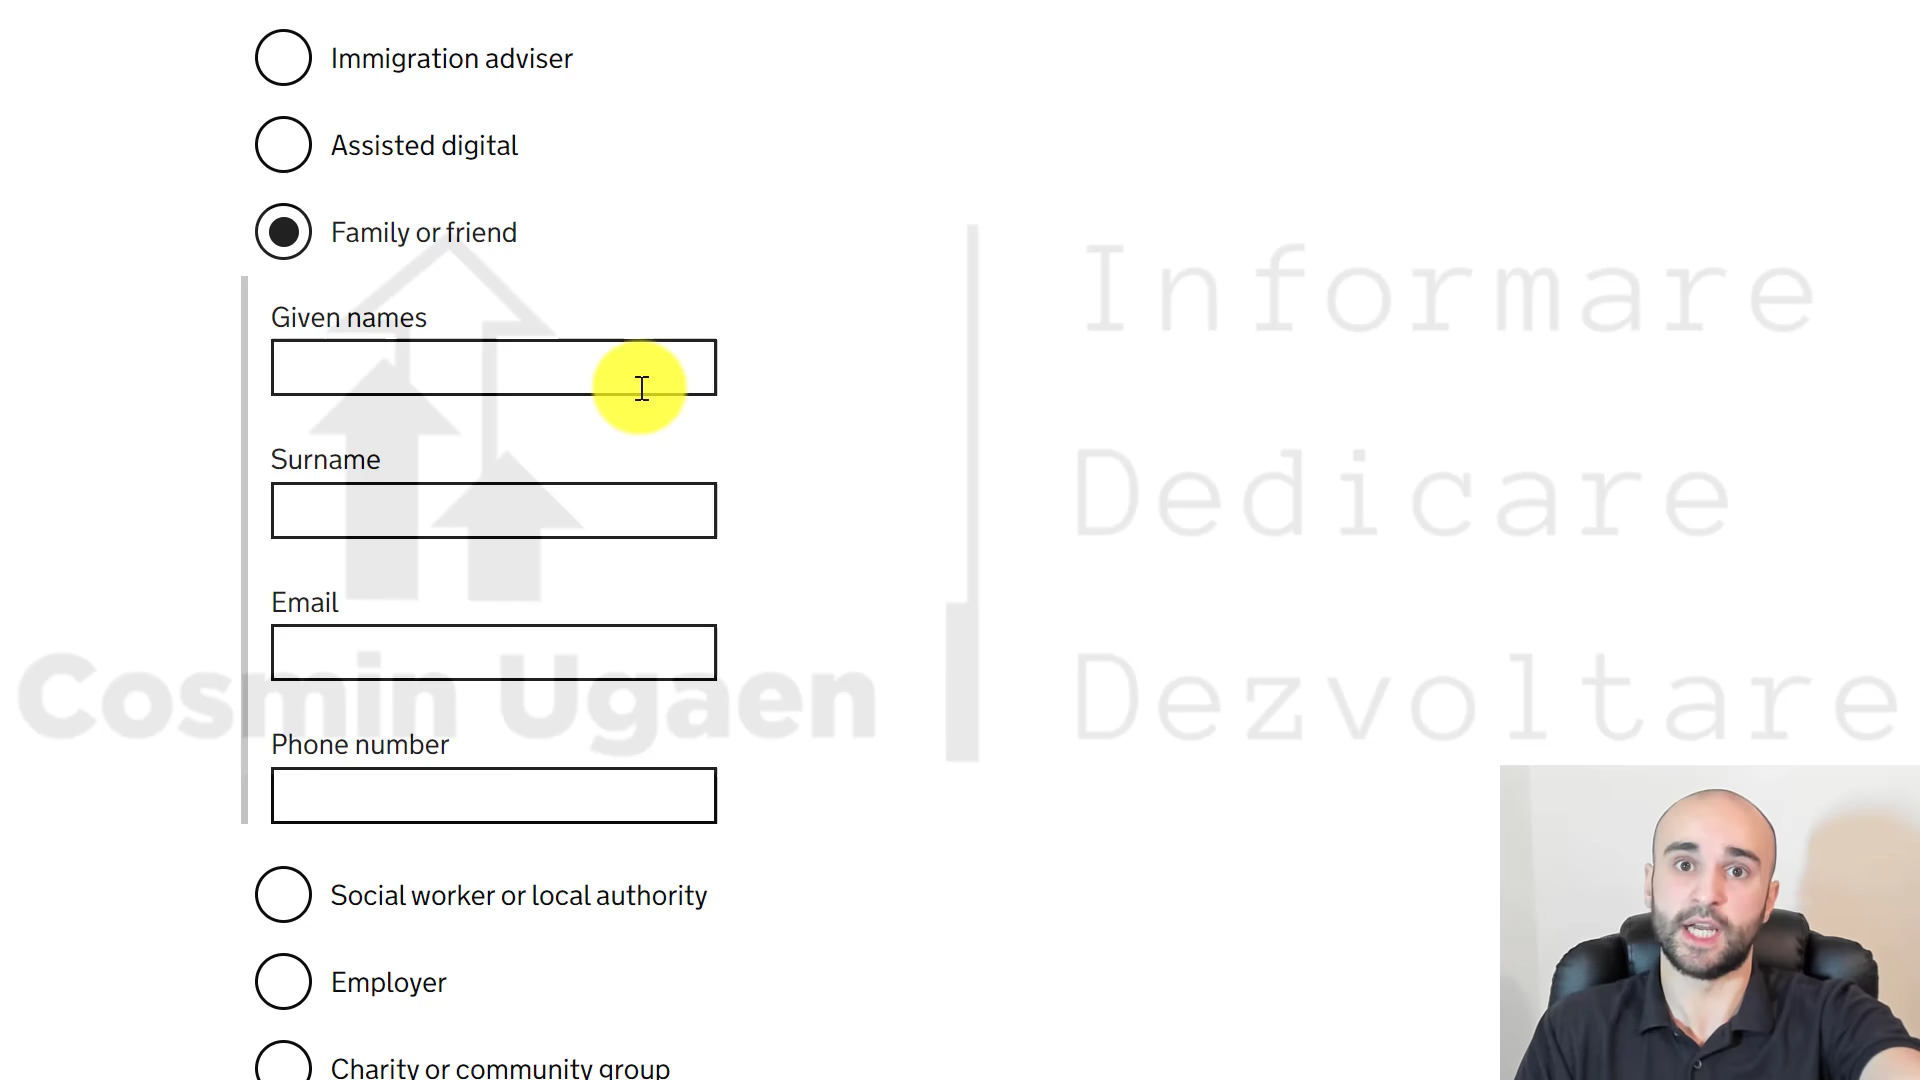 Immigration adviser
Assisted digital
Family or friend
Given names
Surname
Email
Phone number
Social worker or local authority
Employer
Charity or community group
Cosmin Ugaen
Informare
Dedicare
Dezvoltare